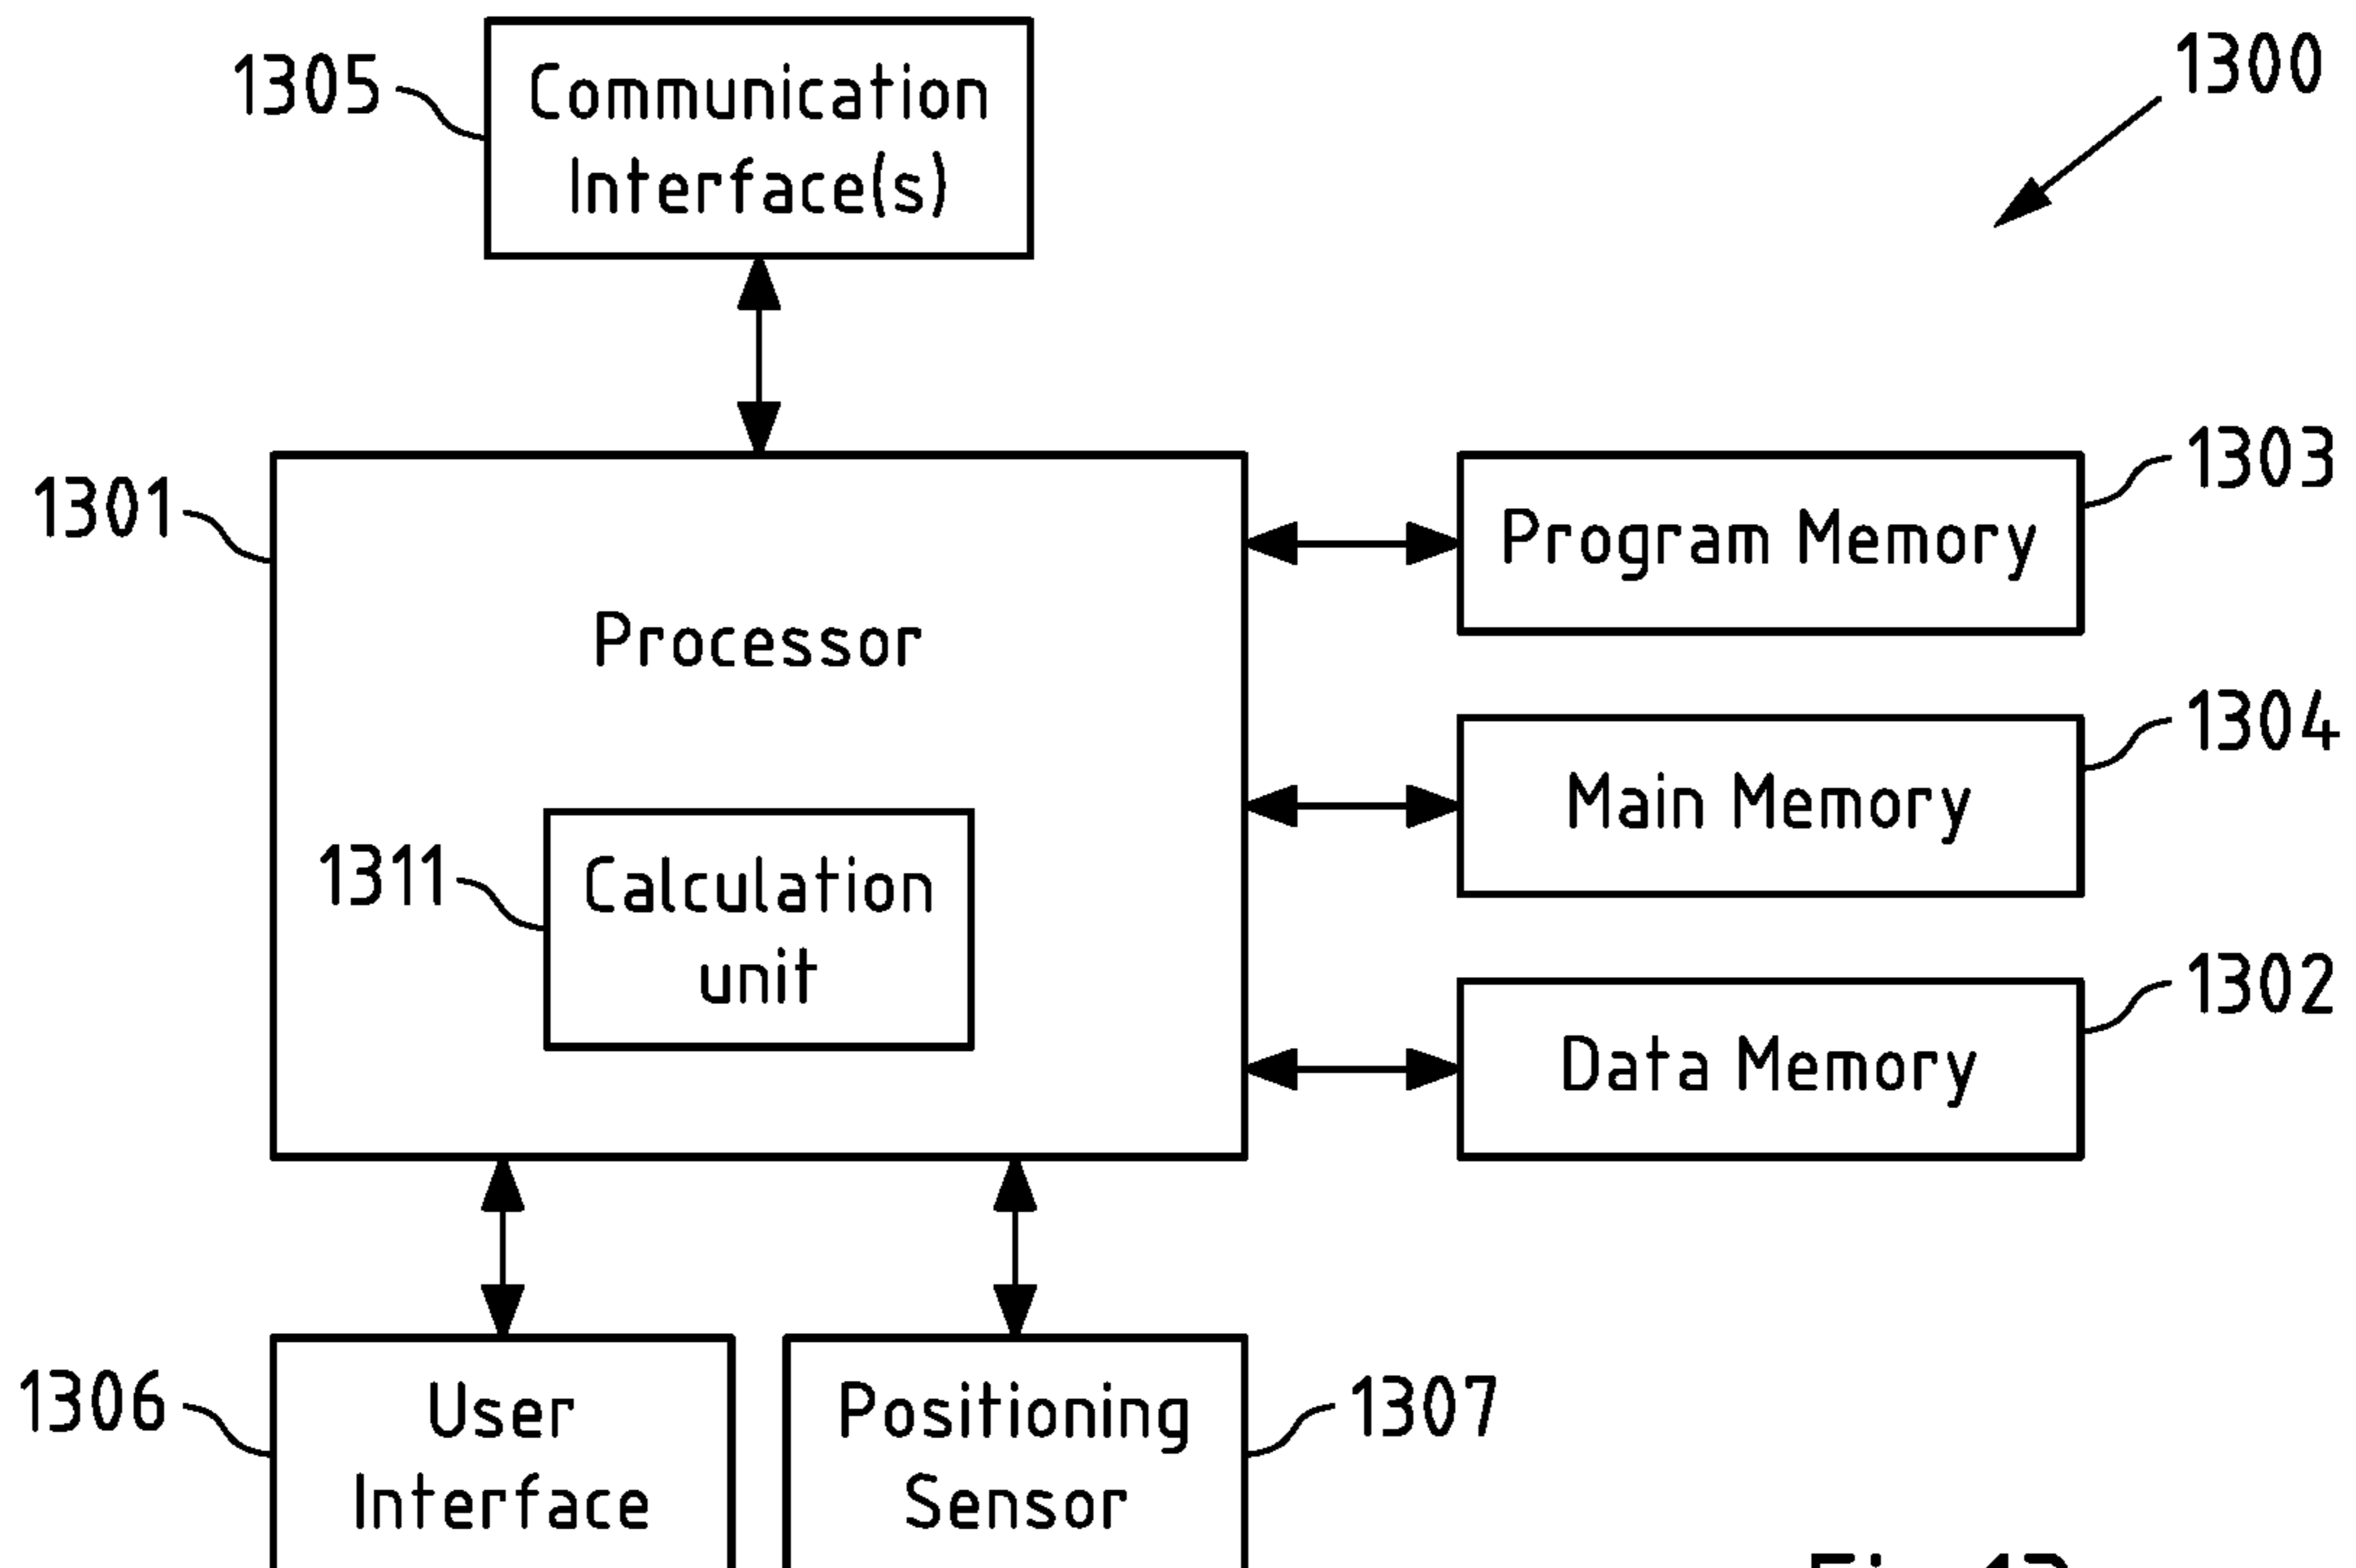 1305
Communication
Interface(s)
1300
1301
Processor
1303
Program Memory
1304
Main Memory
1311
Calculation
unit
1302
Data Memory
1306
User
Interface
Positioning
Sensor
1307